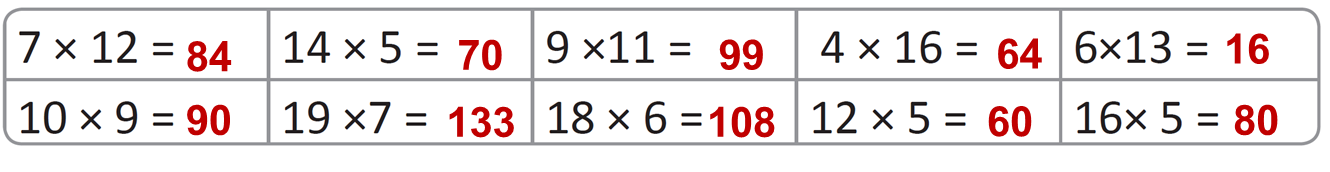 7 × 12 = 84 14 × 5 = 70 9 ×11 = 99 4 × 16 = 64 6×13 = 16
10 × 9 = 90 19 ×7 = 133 18 × 6 =108 12 × 5 = 60 16× 5 = 80